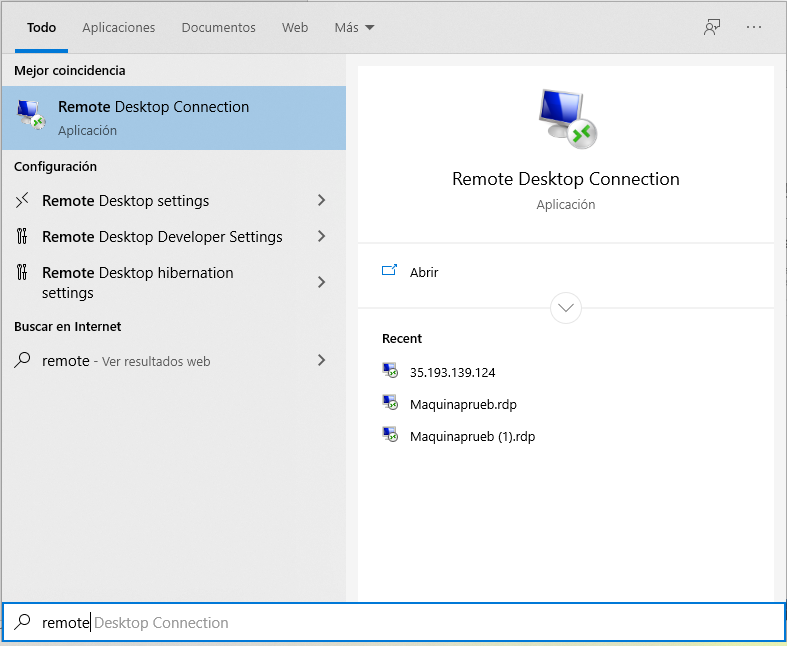 Todo Aplicaciones Documentos Web Más
Mejor coincidencia
Remote Desktop Connection
Aplicación
Configuración
Remote Desktop settings
Remote Desktop Developer Settings
Remote Desktop hibernation
settings
Buscar en Internet
remote - Ver resultados web
Remote Desktop Connection
Aplicación
Abrir
Recent
35.193.139.124
Maquinaprueb.rdp
Maquinaprueb (1).rdp
remote Desktop Connection